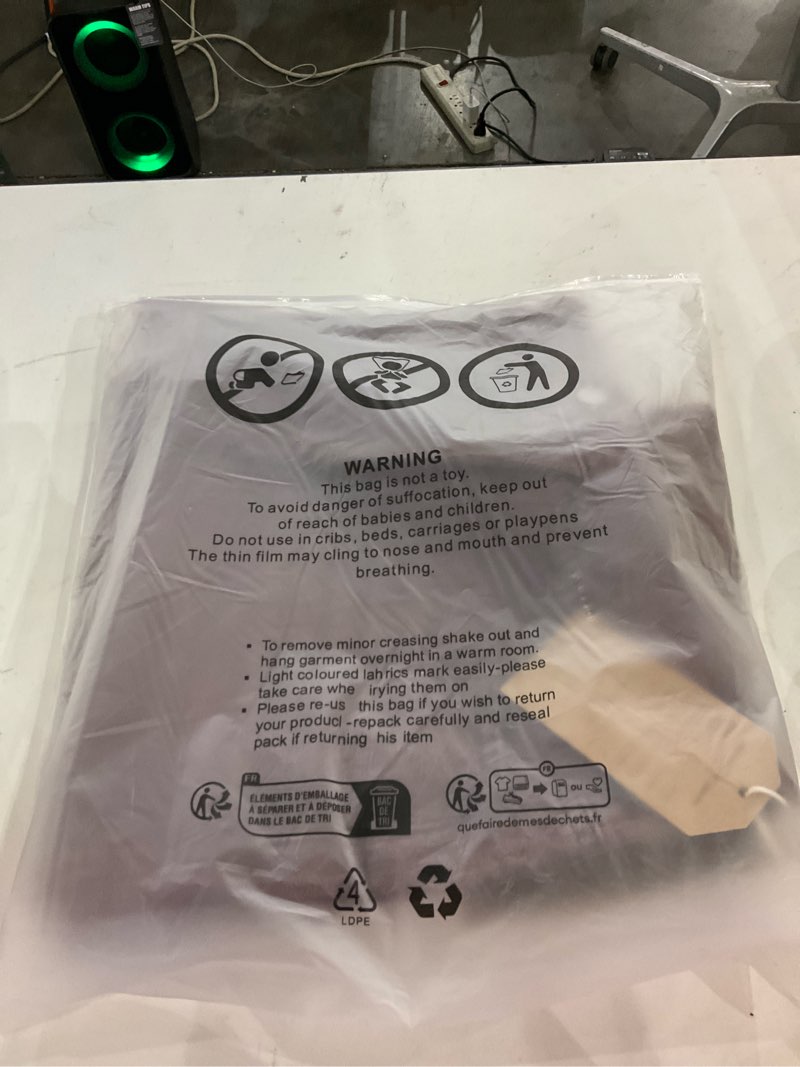 WARNING
This bag is not a toy.
To avoid danger of suffocation, keep out
of reach of babies and children.
Do not use in cribs, beds, carriages or playpens
The thin film may cling to nose and mouth and prevent
breathing.
• To remove minor creasing shake out and
hang garment overnight in a warm room.
• Light coloured lahrics mark easily-please
take care whe irying them on
• Please re-us this bag if you wish to return
your producl -repack carefully and reseal
pack if returning his item
FR
ÉLÉMENTS D'EMBALLAGE
À SÉPARER ET À DÉPOSER
DANS LE BAC DE TRI
BAC
DE
TRI
FR
OU
quefairedemesdechets.fr
4
LDPE